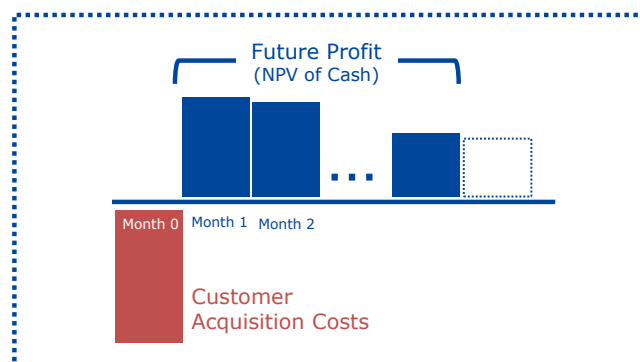 Future Profit
(NPV of Cash)
...
Month 0
Month 1
Month 2
Customer
Acquisition Costs